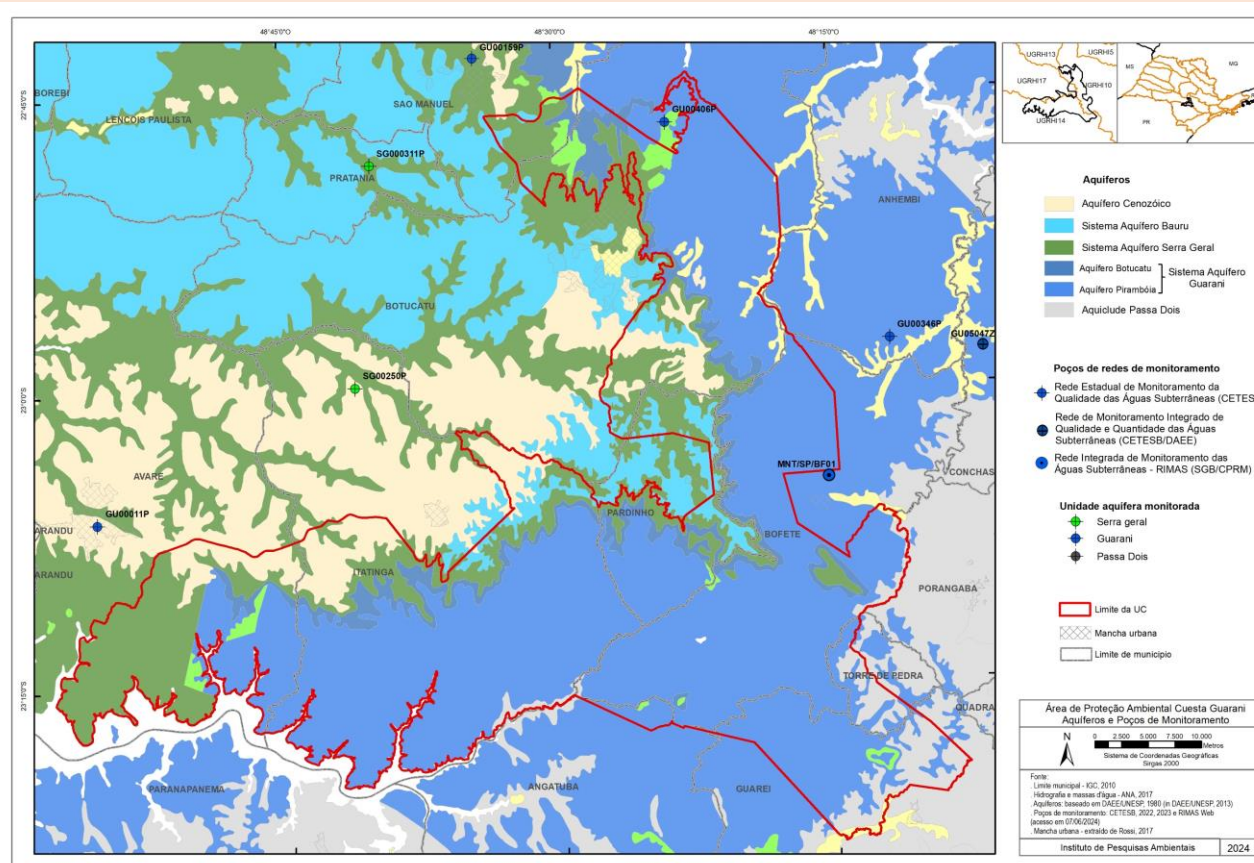 48°45'0"O
48°30'0"O
48°15'0"O
22°45'0"S
23°0'0"S
23°15'0"S
GU00159P
BOREBI
SAO MANUEL
LENCOIS PAULISTA
GU00406P
SG000311P
PRATANIA
ANHEMBI
BOTUCATU
GU00346P
GU05047Z
SG00250P
MNT/SP/BF01
CONCHAS
AVARE
PARDINHO
GU00011P
ARANDU
BOFETE
ARANDU
ITATINGA
PORANGABA
TORRE DE PEDRA
QUADRA
PARANAPANEMA
ANGATUBA
GUAREI
UGRHI13
UGRHI5
UGRHI17
UGRHI14
MS
MG
PR
Aquíferos
Aquífero Cenozóico
Sistema Aquífero Bauru
Sistema Aquífero Serra Geral
Aquífero Botucatu
Aquífero Pirambóia
Sistema Aquífero
Guarani
Aquiclude Passa Dois
Poços de redes de monitoramento
Rede Estadual de Monitoramento da
Qualidade das Águas Subterrâneas (CETES
Rede de Monitoramento Integrado de
Qualidade e Quantidade das Águas
Subterrâneas (CETESB/DAEE)
Rede Integrada de Monitoramento das
Águas Subterrâneas - RIMAS (SGB/CPRM)
Unidade aquífera monitorada
Serra geral
Guarani
Passa Dois
Limite da UC
Mancha urbana
Limite de município
Área de Proteção Ambiental Cuesta Guarani
Aquíferos e Poços de Monitoramento
N
0 2.500 5.000 7.500 10.000
Metros
Sistema de Coordenadas Geográficas
Sirgas 2000
Fonte:
. Limite municipal - IGC, 2010
. Hidrografia e massas d'água - ANA, 2017
. Aquíferos: baseado em DAEE/UNESP, 1980 (in DAEE/UNESP, 2013)
. Poços de monitoramento: CETESB, 2022, 2023 e RIMAS Web
(acesso em 07/06/2024)
. Mancha urbana - extraído de Rossi, 2017
Instituto de Pesquisas Ambientais
2024